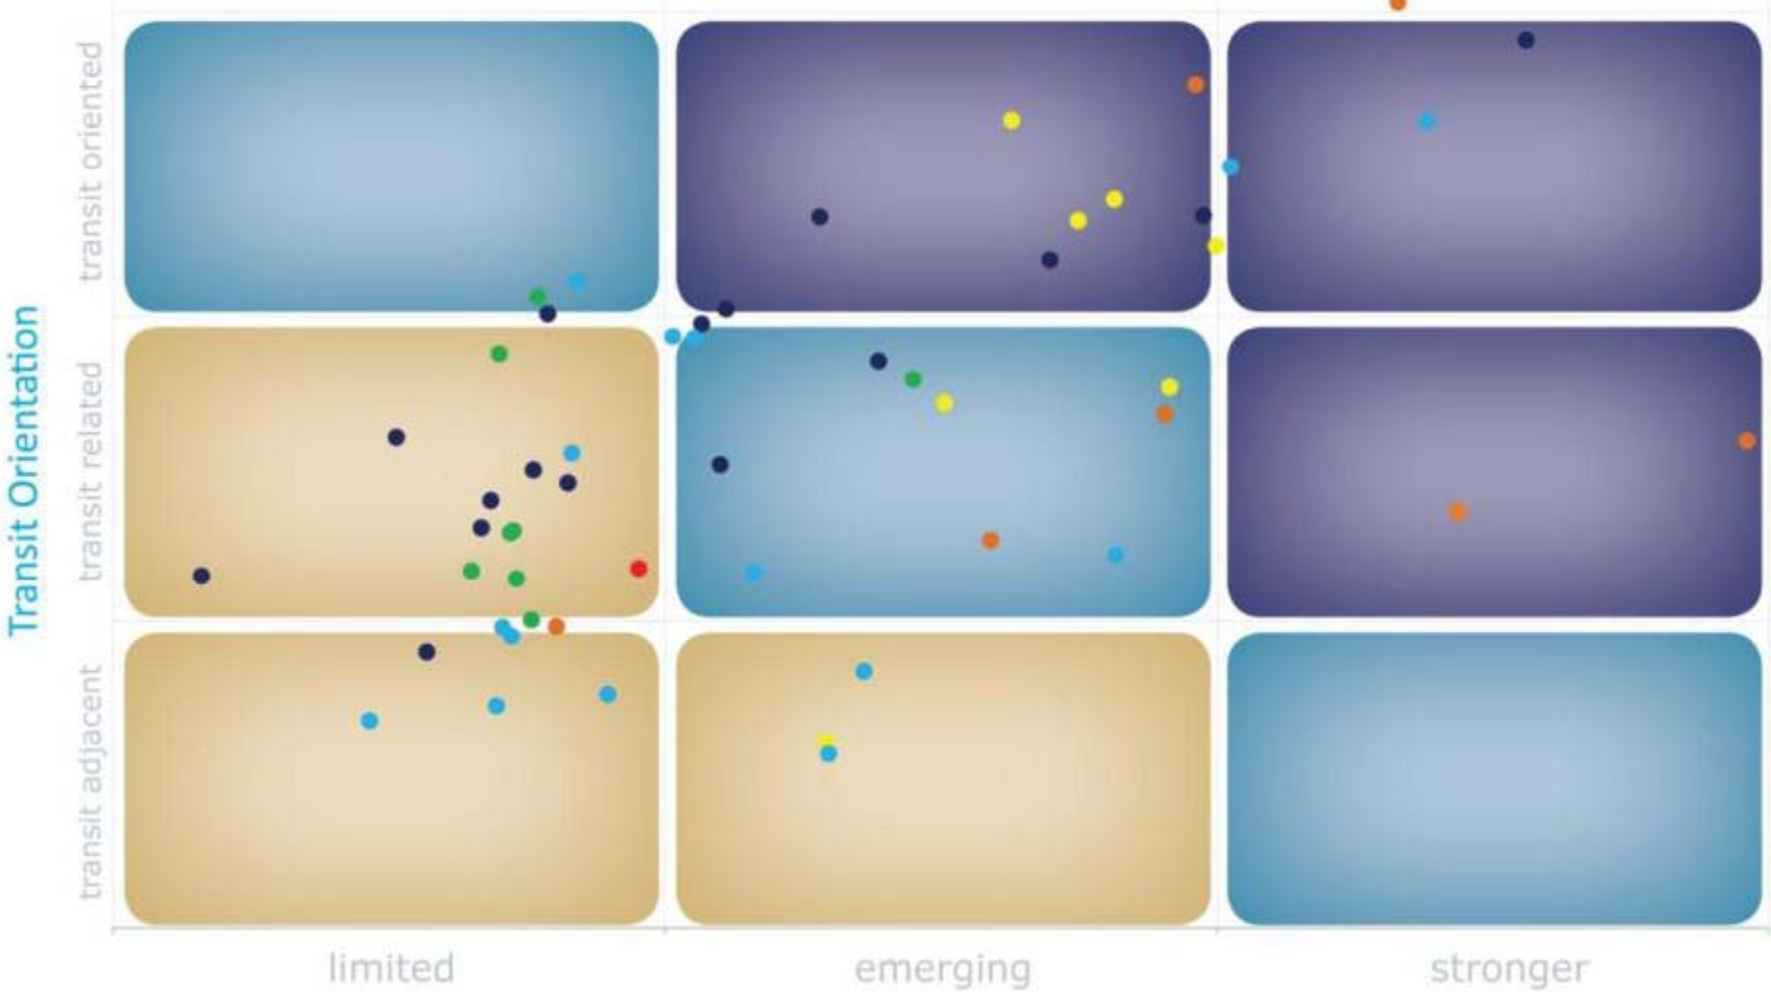 Transit Orientation
transit oriented
transit related
transit adjacent
limited
emerging
stronger